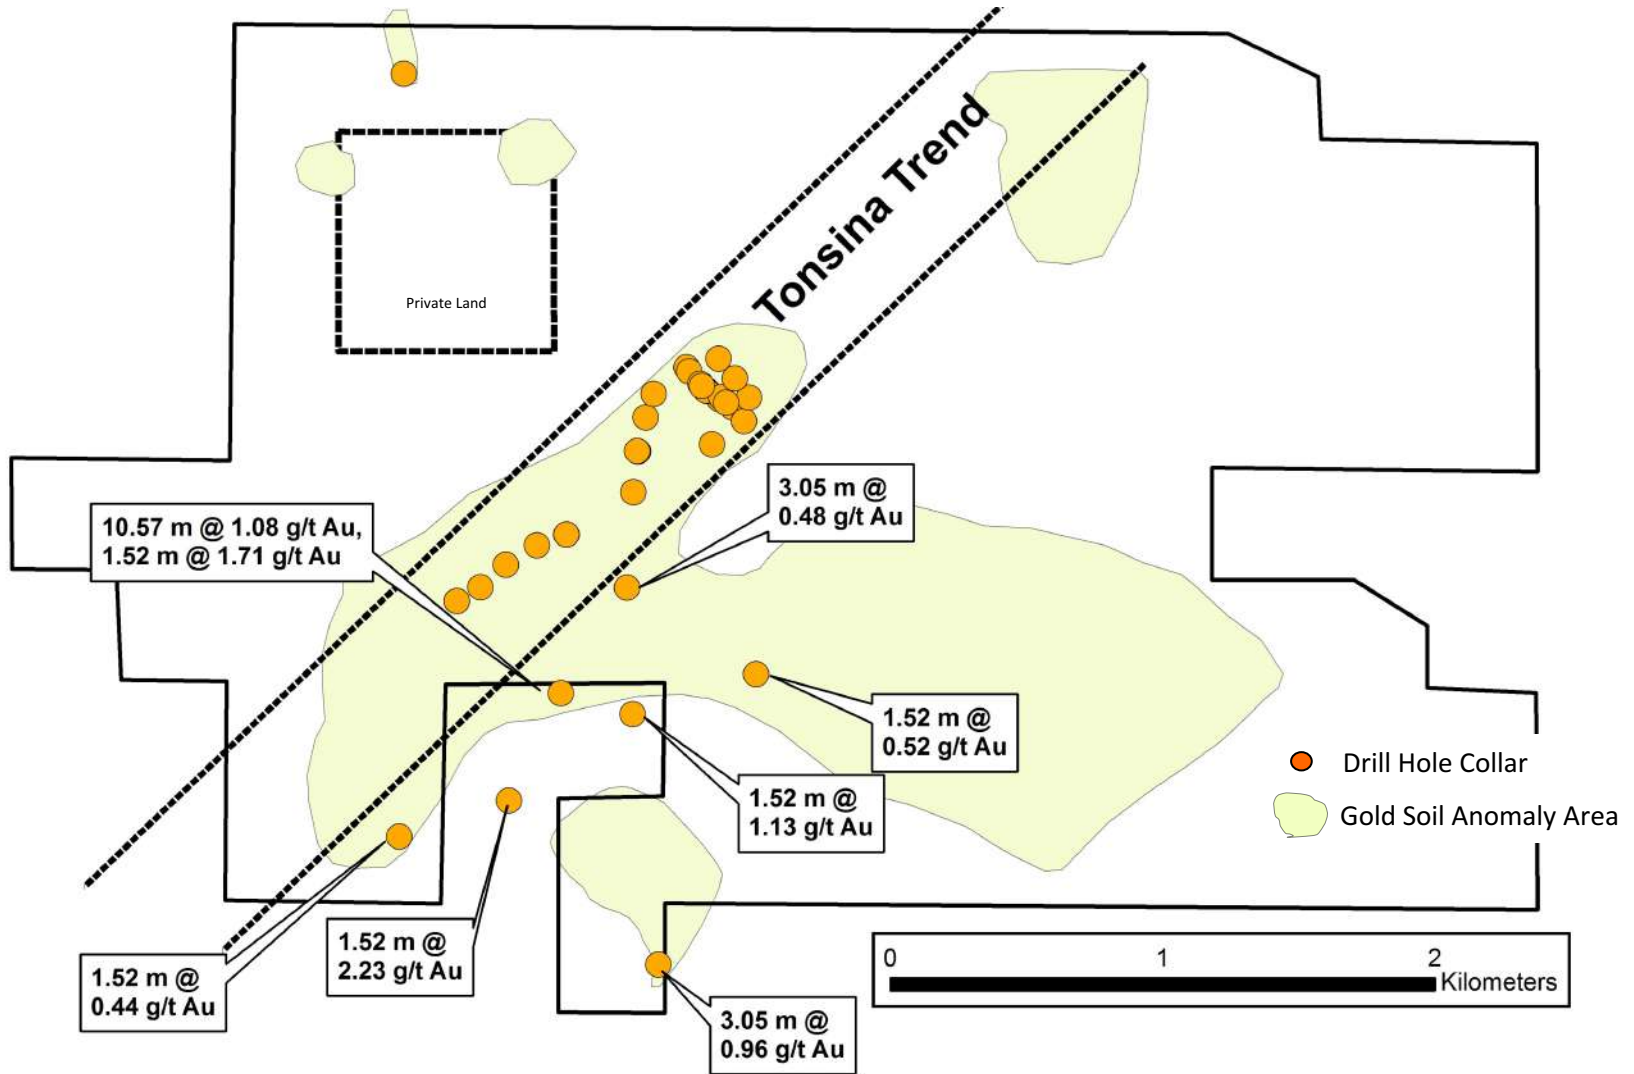 Tonsina Trend
Private Land
3.05 m @
0.48 g/t Au
10.57 m @ 1.08 g/t Au,
1.52 m @ 1.71 g/t Au
1.52 m @
0.52 g/t Au
Drill Hole Collar
1.52 m @
1.13 g/t Au
Gold Soil Anomaly Area
1.52 m @
2.23 g/t Au
1.52 m @
0.44 g/t Au
0 1 2
Kilometers
3.05 m @
0.96 g/t Au